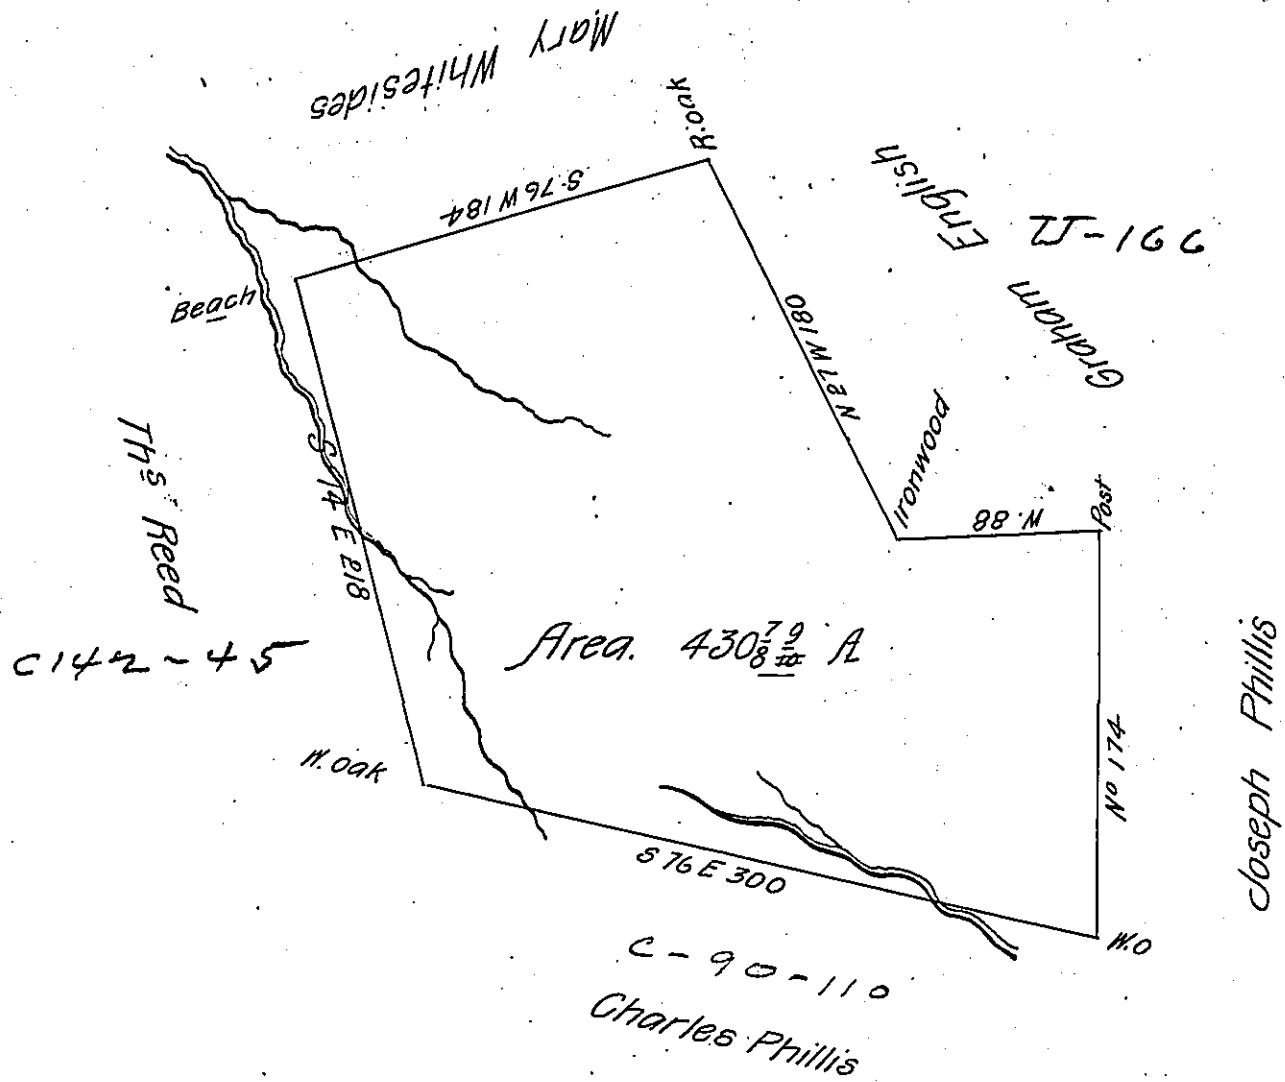 Mary Whitesides
R.oak
S.76 W 184
English
IJ-166
Graham
Beach
N 27 W 180
Ironwood
Ths Reed
S 14 E 218
W. 88
Post
C142-45
Area. 430 7/8 9/10 A
Joseph Phillis
W. oak
No 174
S 76 E 300
W.O
C-90-110
Charles Phillis